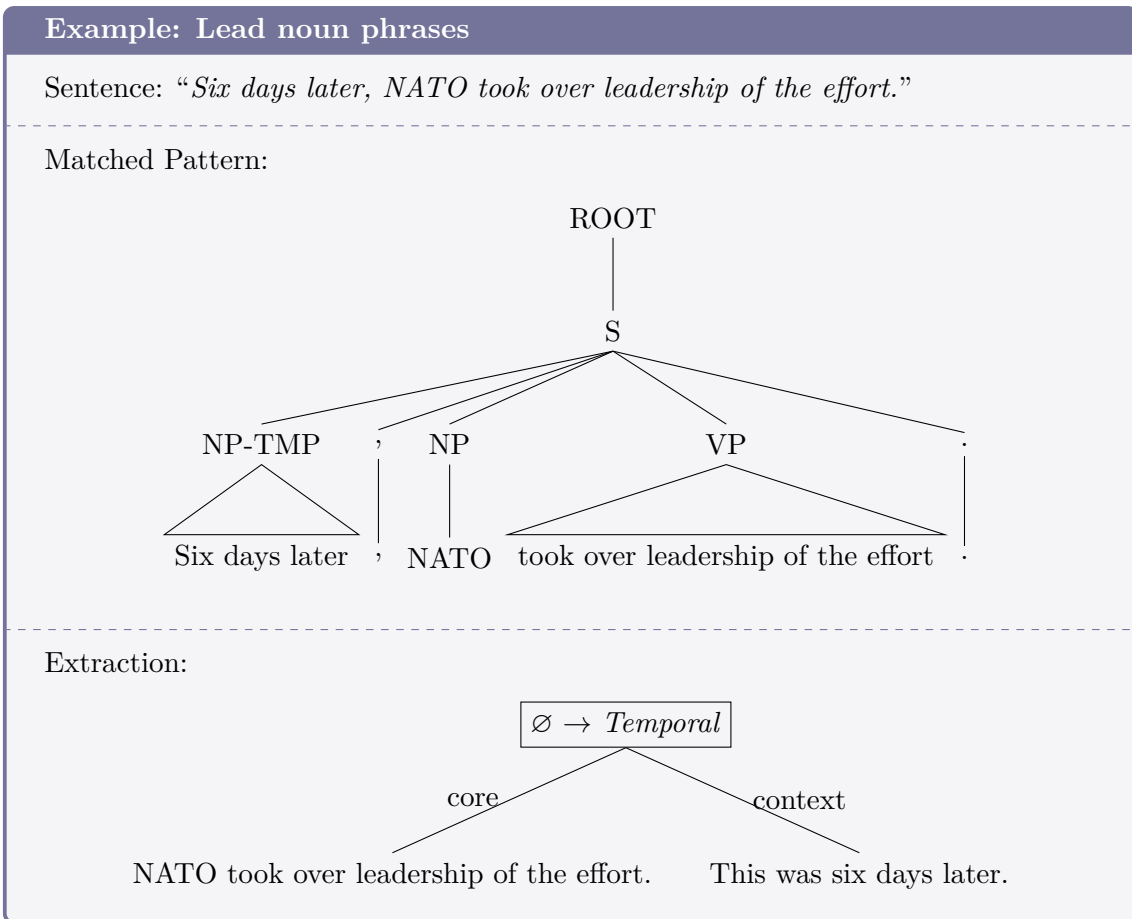 Example: Lead noun phrases
Sentence: “Six days later, NATO took over leadership of the effort.”
Matched Pattern:
ROOT
S
NP-TMP , NP VP .
Six days later , NATO took over leadership of the effort .
Extraction:
∅ → Temporal
core context
NATO took over leadership of the effort. This was six days later.